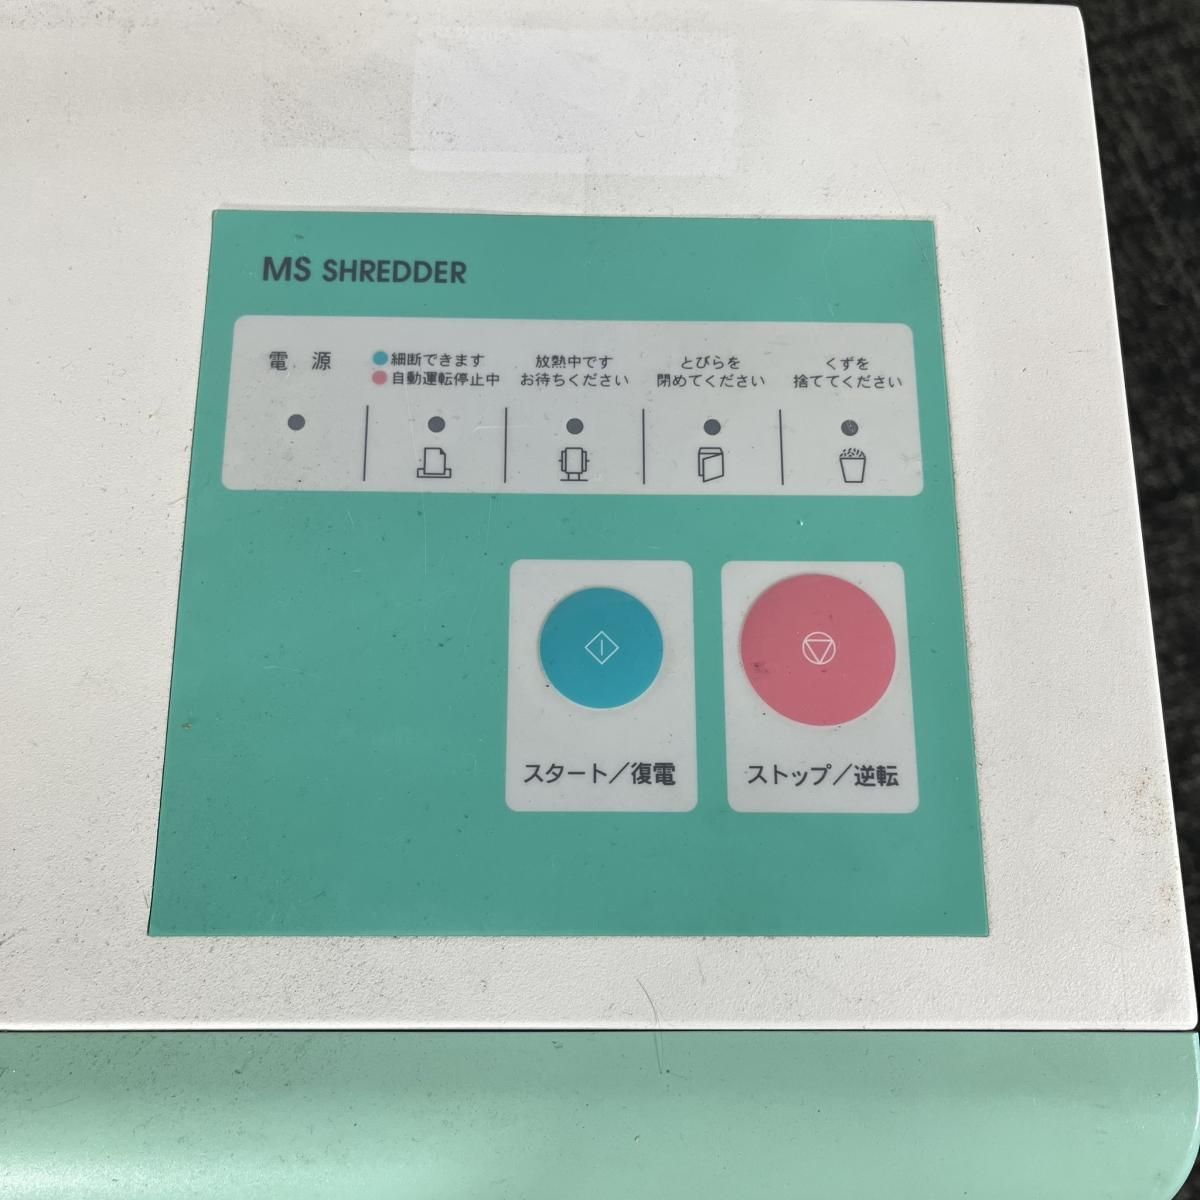 MS SHREDDER
電源
細断できます
自動運転停止中
放熱中です
お待ちください
とびらを
閉めてください
くずを
捨ててください
スタート／復電
ストップ／逆転